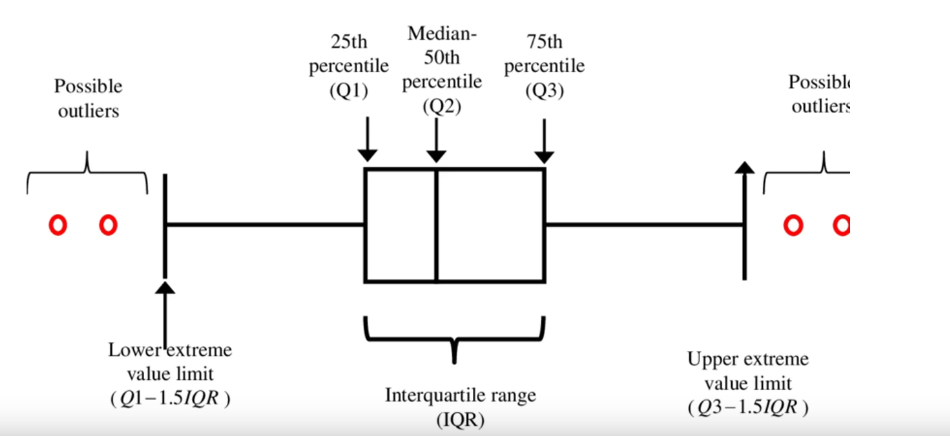 Possible
outliers
25th
percentile
(Q1)
Median-
50th
percentile
(Q2)
75th
percentile
(Q3)
Possibl
outliers
Lower extreme
value limit
(Q1−1.5IQR)
Interquartile range
(IQR)
Upper extreme
value limit
(Q3−1.5IQR)